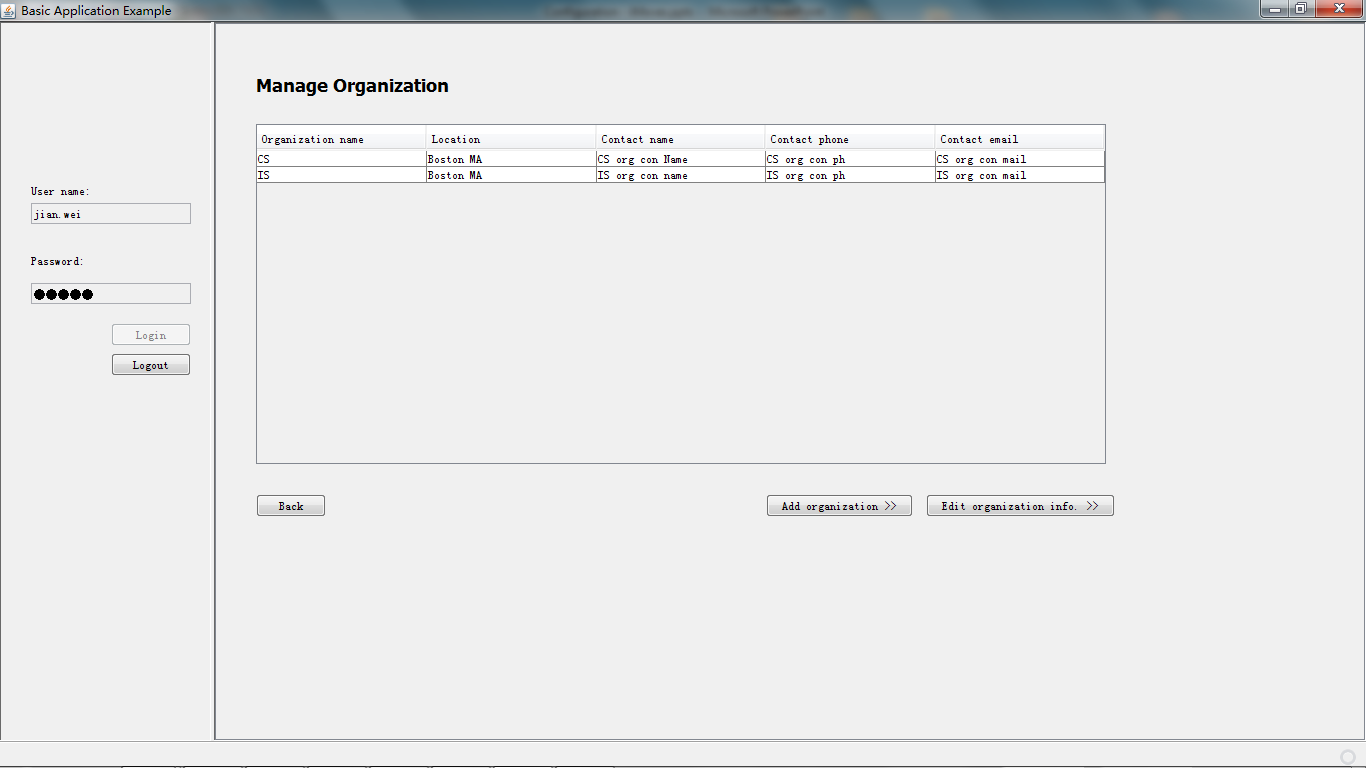 Basic Application Example
User name:
jian.wei
Password:
Login
Logout
Manage Organization
Organization name Location Contact name Contact phone Contact email
CS Boston MA CS org con Name CS org con ph CS org con mail
IS Boston MA IS org con name IS org con ph IS org con mail
Back Add organization >> Edit organization info. >>